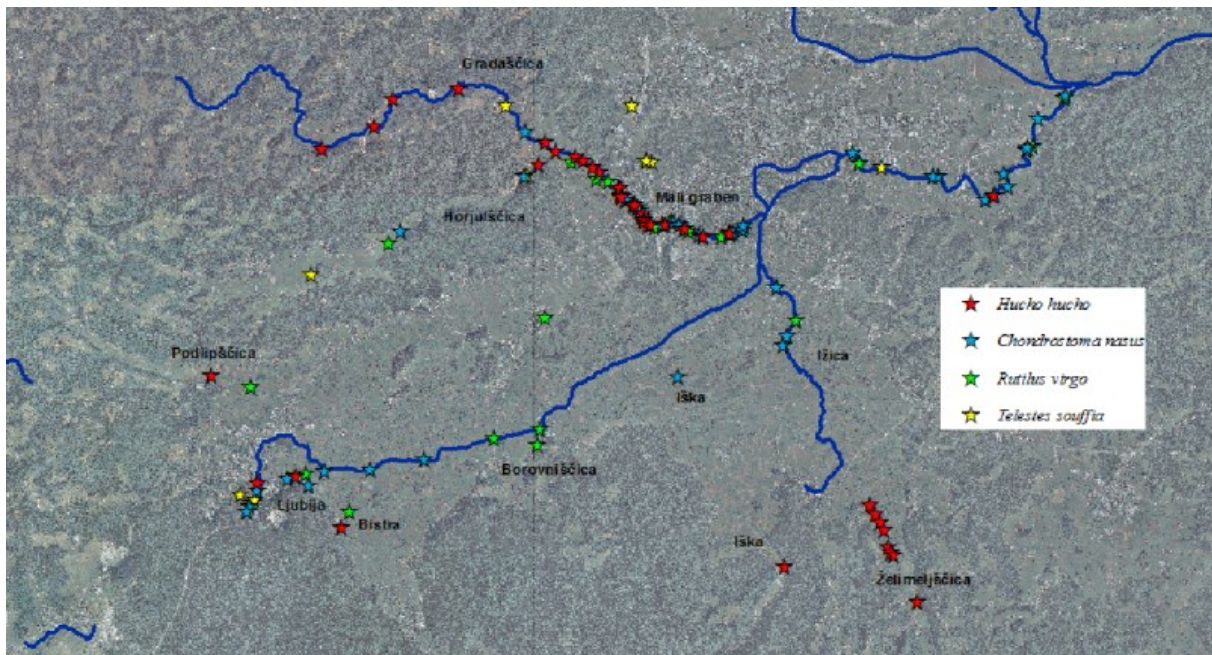 Gradaščica
Mali graben
Horjulščica
Hucho hucho
Chondrostoma nasus
Rutilus virgo
Telestes souffia
Podlipščica
Ižica
Iška
Borovniščica
Ljubija
Bistra
Iška
Želimeljščica